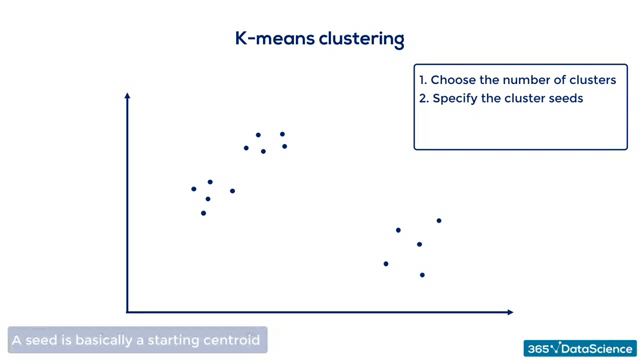 K-means clustering
1. Choose the number of clusters
2. Specify the cluster seeds
A seed is basically a starting centroid
365 DataScience